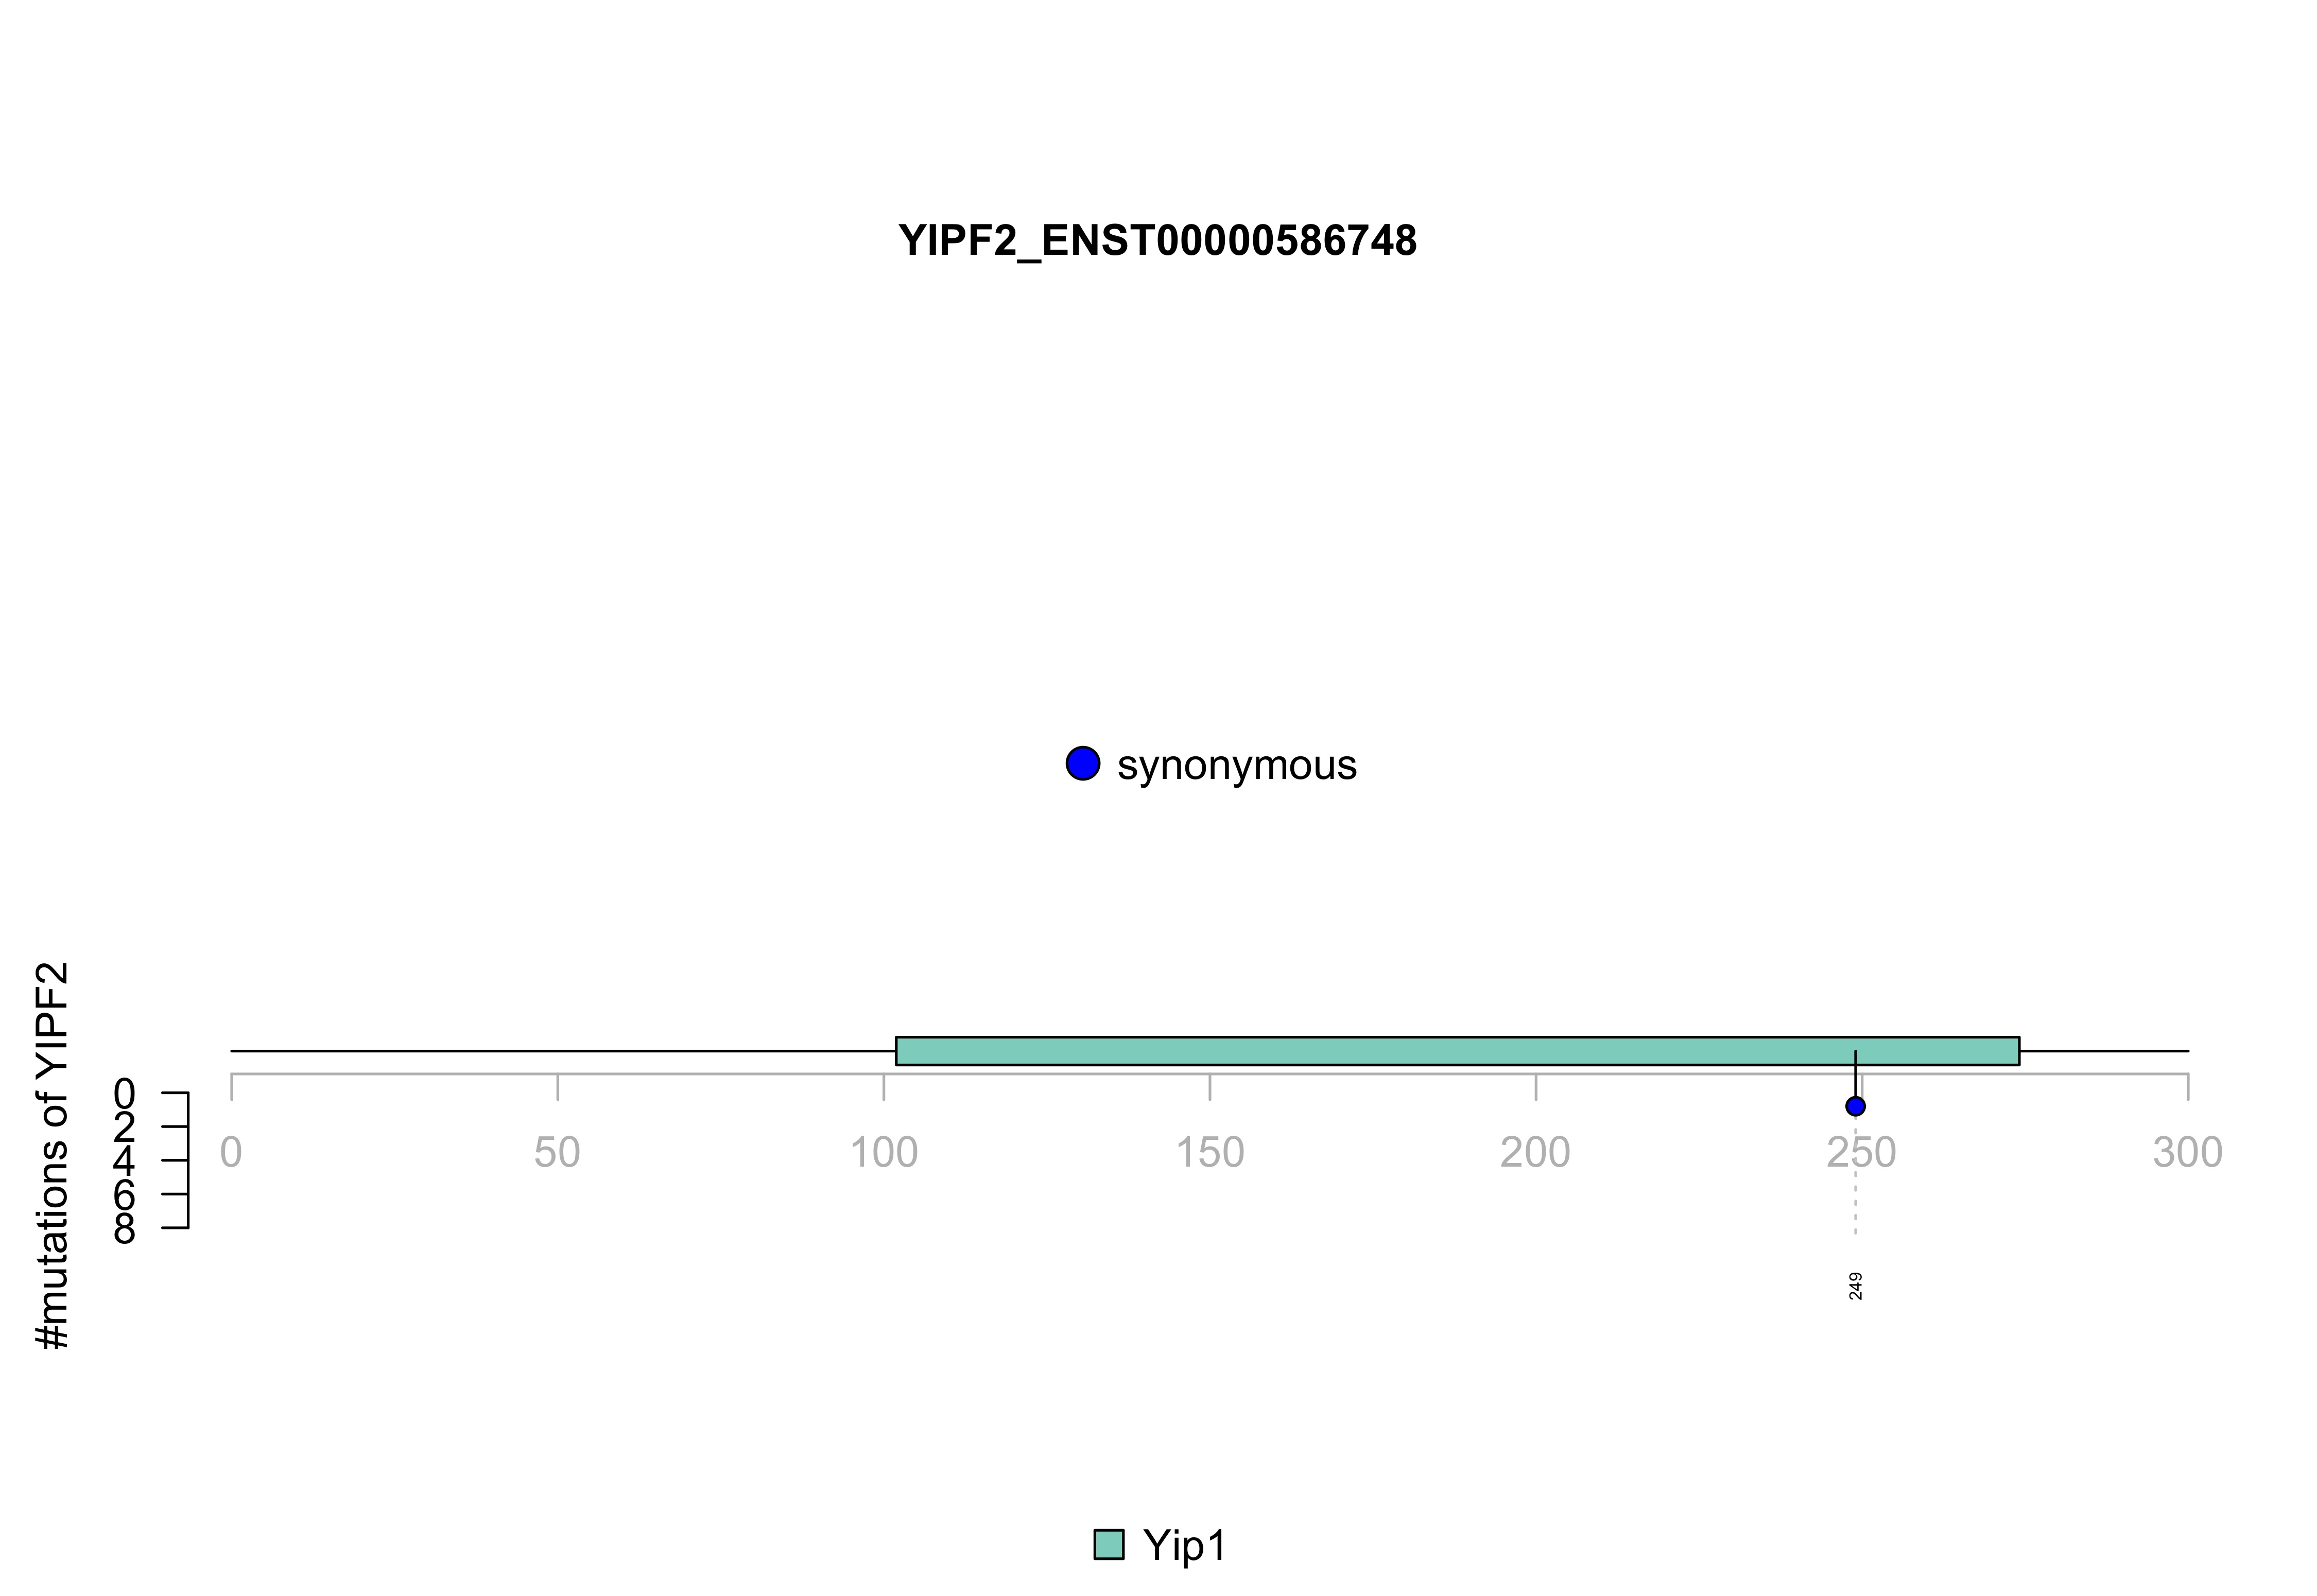 YIPF2_ENST00000586748
synonymous
#mutations of YIPF2
0
2
4
6
8
0 50 100 150 200 250 300
249
Yip1